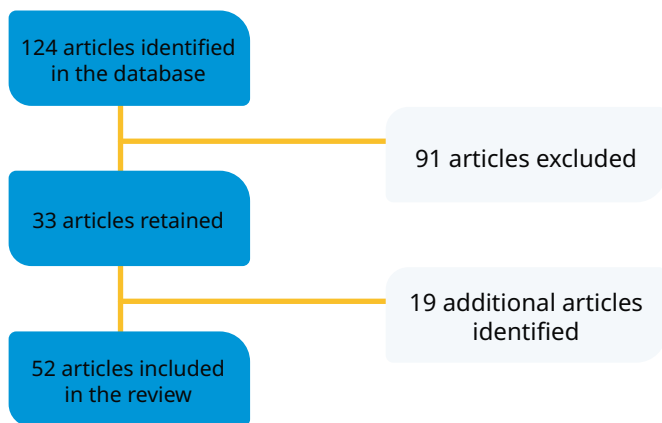 124 articles identified
in the database
91 articles excluded
33 articles retained
19 additional articles
identified
52 articles included
in the review